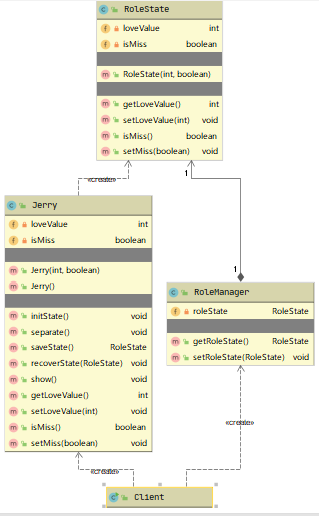 RoleState
loveValue int
isMiss boolean
RoleState(int, boolean)
getLoveValue() int
setLoveValue(int) void
isMiss() boolean
setMiss(boolean) void
1
«create»
Jerry
loveValue int
isMiss boolean
Jerry(int, boolean)
Jerry()
initState() void
separate() void
saveState() RoleState
recoverState(RoleState) void
show() void
getLoveValue() int
setLoveValue(int) void
isMiss() boolean
setMiss(boolean) void
1
RoleManager
roleState RoleState
getRoleState() RoleState
setRoleState(RoleState) void
«create»
«create»
Client